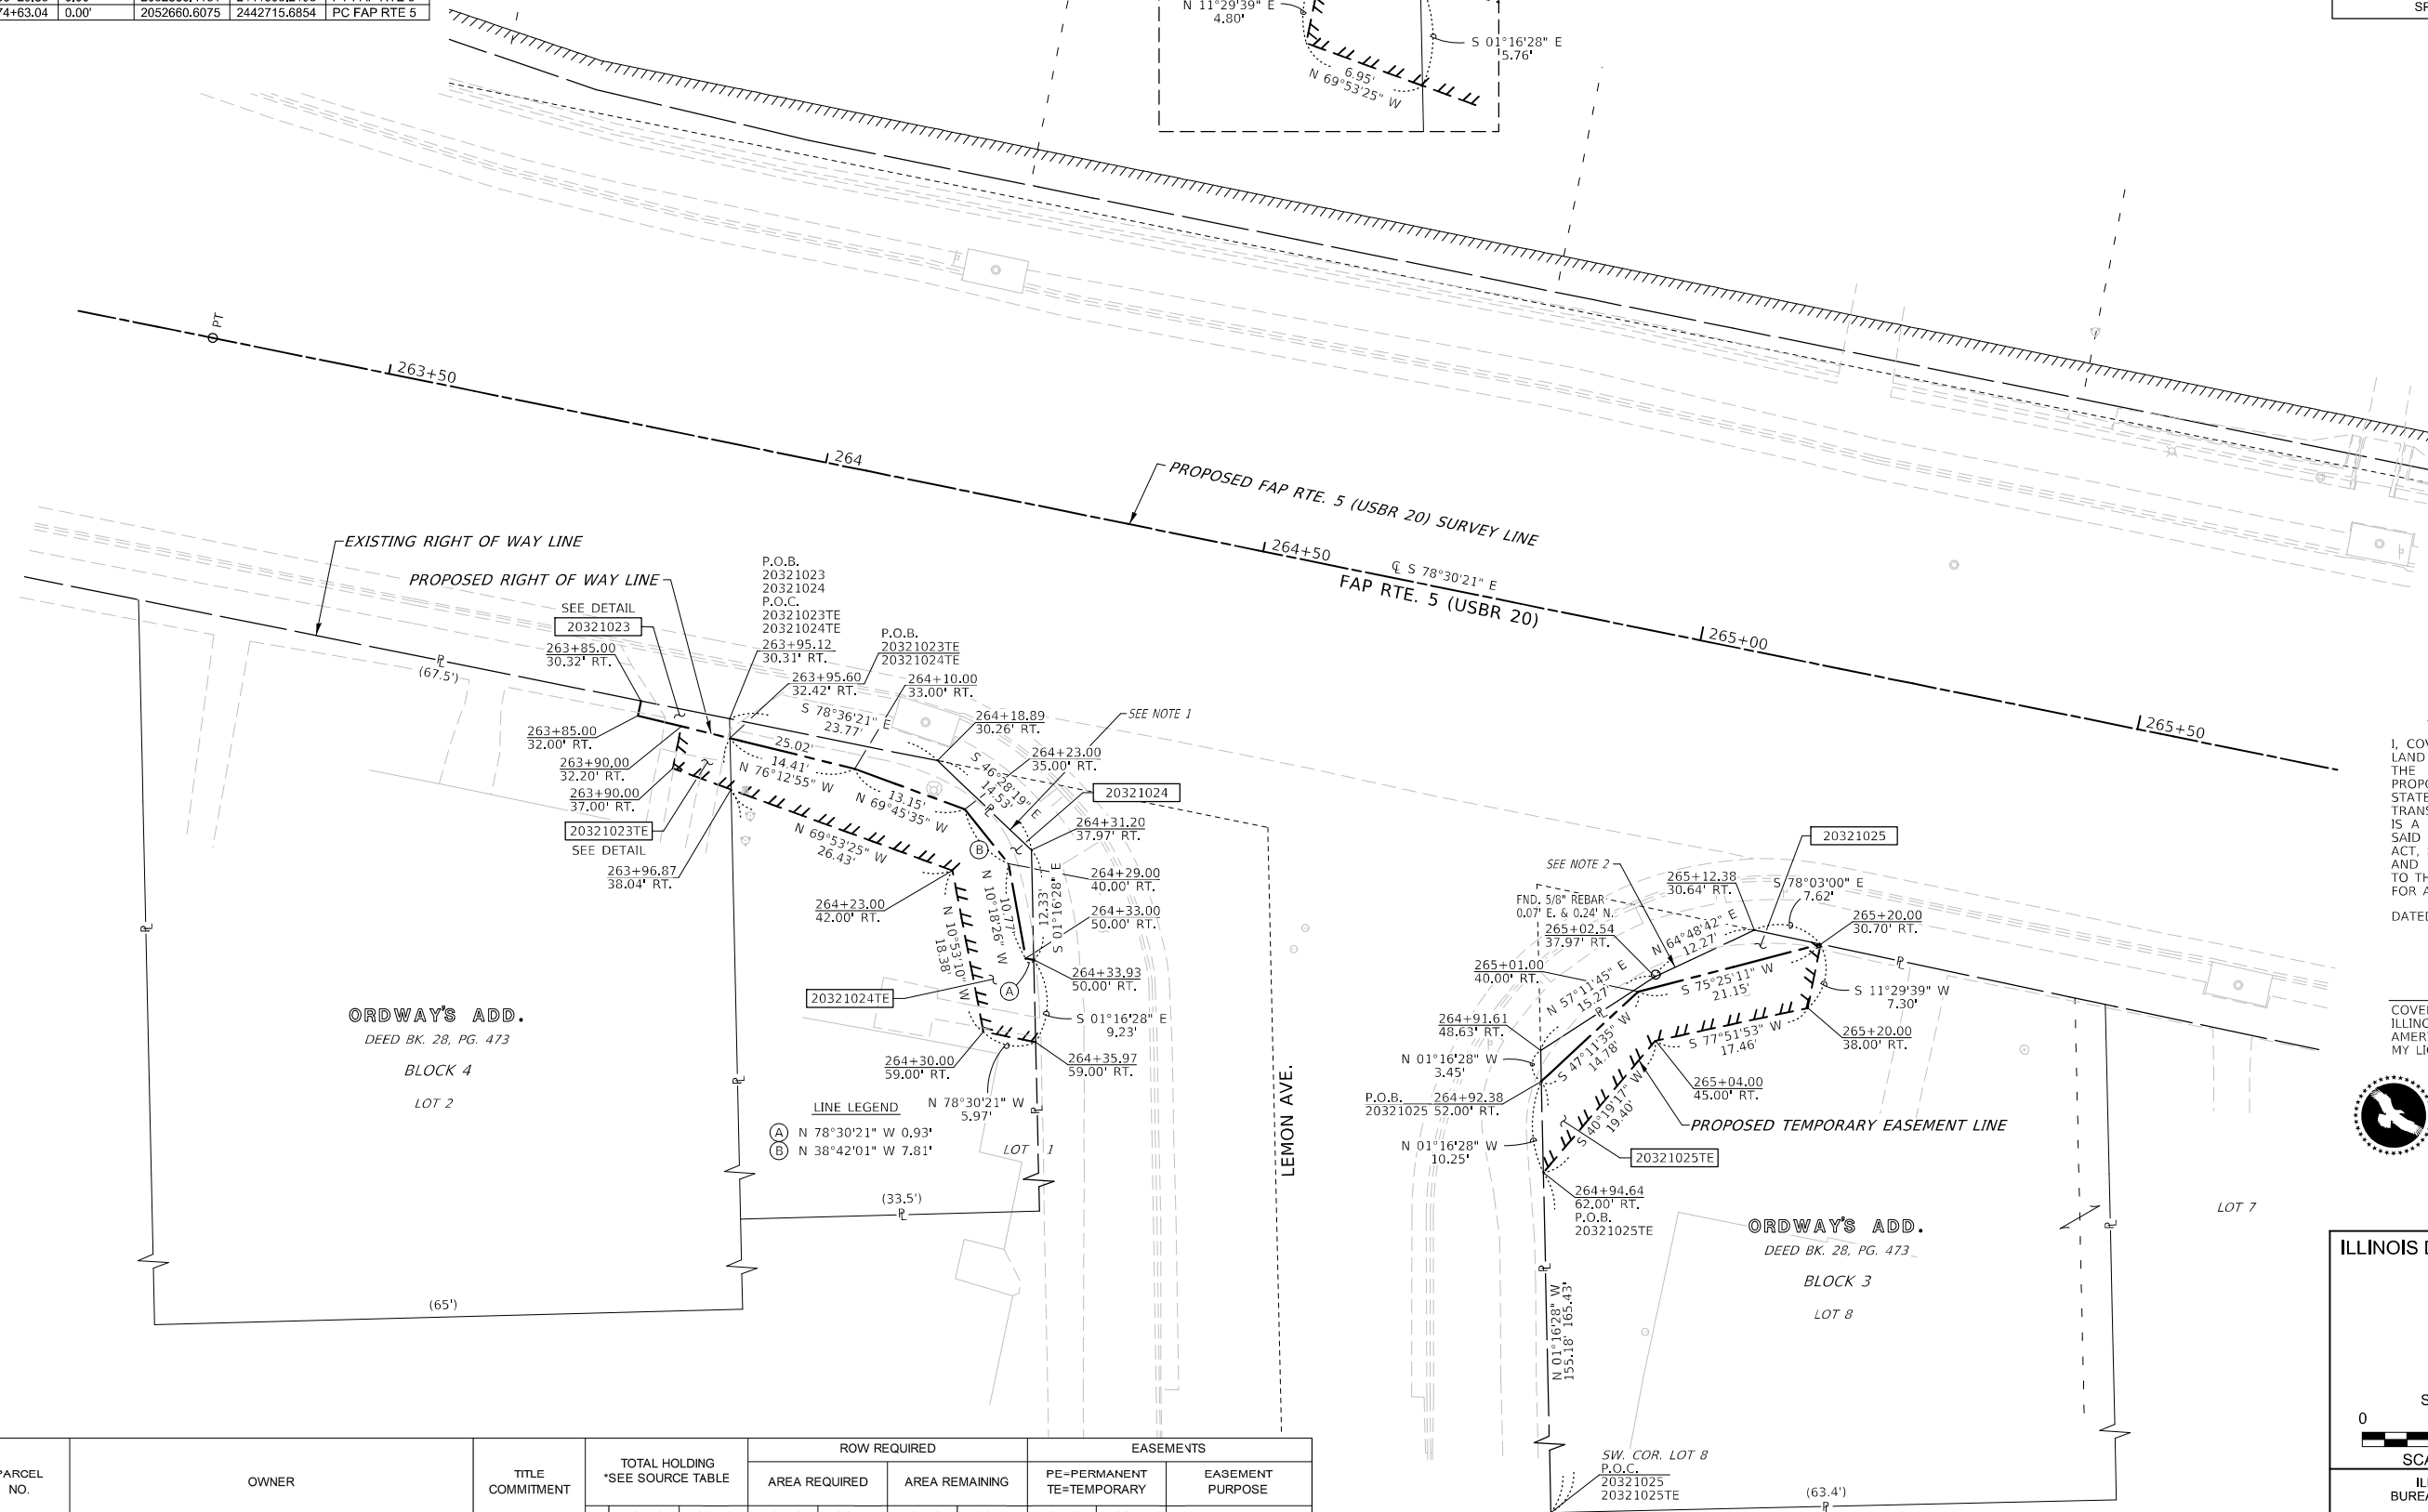 74+63.04 0.00' 2052660.6075 2442715.6854 PC FAP RTE 5
N 11°29'39" E
4.80'
S 01°16'28" E
5.76'
6.95'
N 69°53'25" W
PT
263+50
264
264+50
265+00
265+50
PROPOSED FAP RTE. 5 (USBR 20) SURVEY LINE
℄ S 78°30'21" E
FAP RTE. 5 (USBR 20)
EXISTING RIGHT OF WAY LINE
PROPOSED RIGHT OF WAY LINE
SEE DETAIL
20321023
263+85.00
30.32' RT.
(67.5')
P.O.B.
20321023
20321024
P.O.C.
20321023TE
20321024TE
263+95.12
30.31' RT.
P.O.B.
20321023TE
20321024TE
263+95.60
32.42' RT.
264+10.00
33.00' RT.
S 78°36'21" E
23.77'
264+18.89
30.26' RT.
SEE NOTE 1
264+23.00
35.00' RT.
S 46°28'19" E
14.53'
20321024
263+85.00
32.00' RT.
263+90.00
32.20' RT.
263+90.00
37.00' RT.
20321023TE
SEE DETAIL
263+96.87
38.04' RT.
25.02'
14.41'
N 76°12'55" W
13.15'
N 69°45'35" W
N 69°53'25" W
26.43'
264+31.20
37.97' RT.
B
264+29.00
40.00' RT.
264+33.00
50.00' RT.
264+23.00
42.00' RT.
N 10°18'26" W
10.77'
12.33'
S 01°16'28" E
N 10°53'10" W
18.38'
264+33.93
50.00' RT.
A
20321024TE
S 01°16'28" E
9.23'
264+30.00
59.00' RT.
264+35.97
59.00' RT.
N 78°30'21" W
5.97'
LINE LEGEND
A N 78°30'21" W 0.93'
B N 38°42'01" W 7.81'
LOT 1
(33.5')
ORDWAY'S ADD.
DEED BK. 28, PG. 473
BLOCK 4
LOT 2
(65')
LEMON AVE.
20321025
SEE NOTE 2
FND. 5/8" REBAR
0.07' E. & 0.24' N.
265+12.38
30.64' RT.
S 78°03'00" E
7.62'
265+20.00
30.70' RT.
265+02.54
37.97' RT.
N 64°48'42" E
12.27'
265+01.00
40.00' RT.
N 57°11'45" E
15.27'
S 75°25'11" W
21.15'
S 11°29'39" W
7.30'
264+91.61
48.63' RT.
S 47°11'35" W
14.78'
S 77°51'53" W
17.46'
265+20.00
38.00' RT.
N 01°16'28" W
3.45'
P.O.B. 264+92.38
20321025 52.00' RT.
S 40°19'17" W
19.40'
265+04.00
45.00' RT.
PROPOSED TEMPORARY EASEMENT LINE
N 01°16'28" W
10.25'
20321025TE
264+94.64
62.00' RT.
P.O.B.
20321025TE
ORDWAY'S ADD.
DEED BK. 28, PG. 473
BLOCK 3
LOT 8
LOT 7
N 01°16'28" W
155.18' 165.43'
SW. COR. LOT 8
P.O.C.
20321025
20321025TE
(63.4')
I, COV
LAND
THE
PROPO
STATE
TRANS
IS A
SAID
ACT,
AND
TO TH
FOR A
DATED
COVE
ILLINO
AMER
MY LI
ILLINOIS D
S
0
SCA
IL
BUREA
PARCEL
NO.
OWNER
TITLE
COMMITMENT
TOTAL HOLDING
*SEE SOURCE TABLE
ROW REQUIRED
AREA REQUIRED
AREA REMAINING
EASEMENTS
PE=PERMANENT
TE=TEMPORARY
EASEMENT
PURPOSE